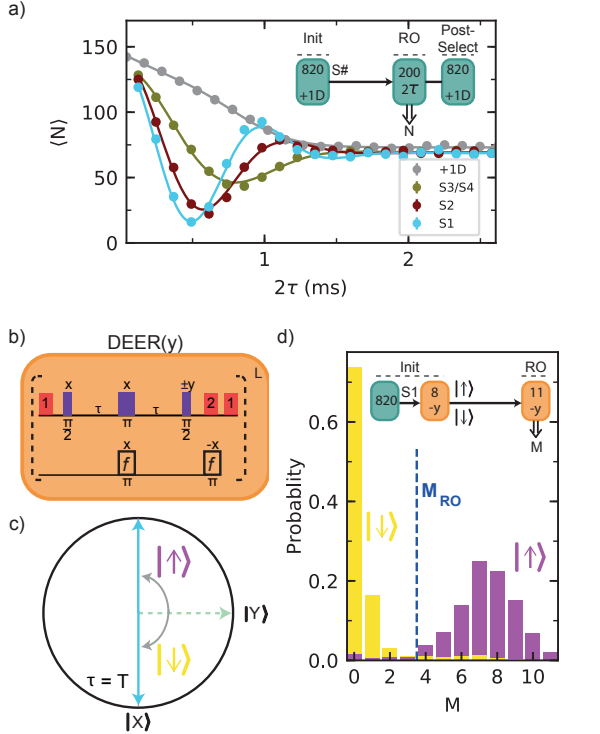 a)
Init
RO
Post-
Select
820
+1D
S#
200
2τ
820
+1D
N
150
100
50
0
⟨N⟩
+1D
S3/S4
S2
S1
1
2
2τ (ms)
b)
DEER(y)
L
x
x
±y
1
τ
τ
2
1
π/2
π
π/2
x
-x
f
f
π
π
c)
|↑⟩
|Y⟩
|↓⟩
τ = T
|X⟩
d)
Init
RO
820
S1
8
-y
|↑⟩
|↓⟩
11
-y
M
M_RO
|↓⟩
|↑⟩
0.6
0.4
0.2
0.0
Probablity
0
2
4
6
8
10
M